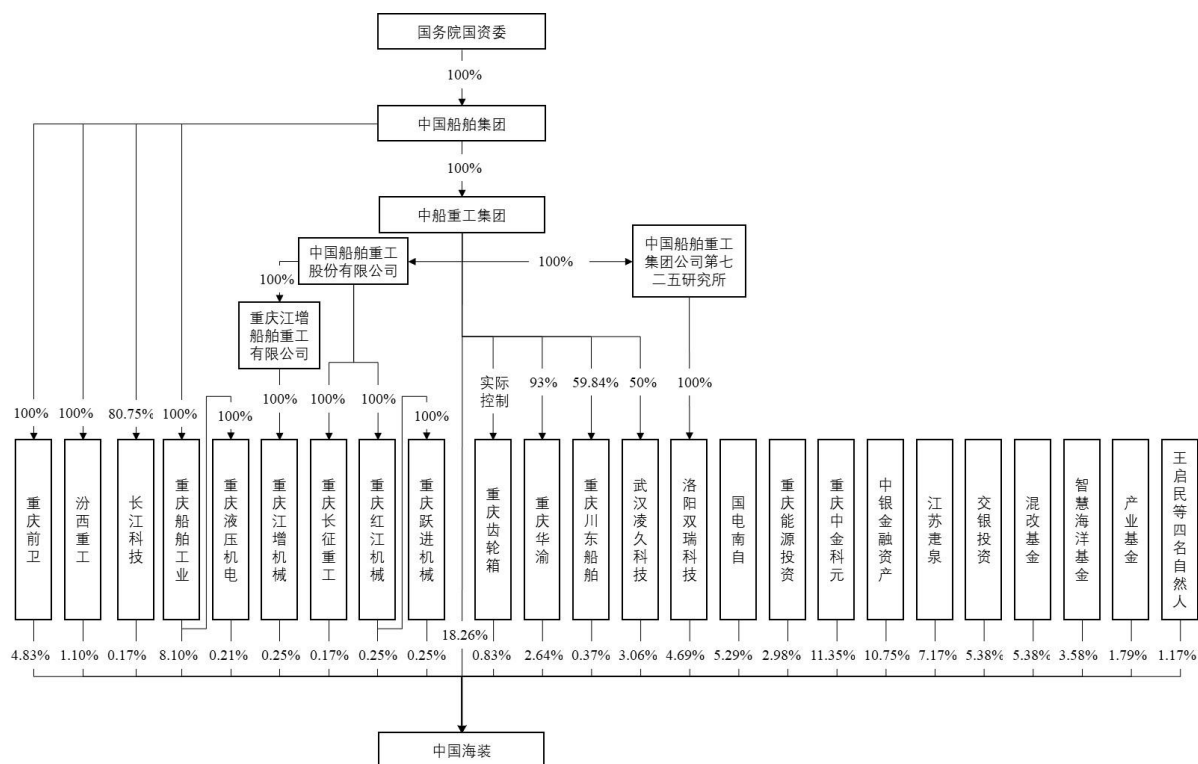 国务院国资委
100%
中国船舶集团
100%
中船重工集团
中国船舶重工
股份有限公司
100%
中国船舶重工
集团公司第七
二五研究所
100%
重庆江增
船舶重工
有限公司
100%
100%
80.75%
100%
100%
100%
100%
100%
100%
实际
控制
93%
59.84%
50%
100%
重庆前卫
汾西重工
长江科技
重庆船舶工业
重庆液压机电
重庆江增机械
重庆长征重工
重庆红江机械
重庆跃进机械
重庆齿轮箱
重庆华渝
重庆川东船舶
武汉凌久科技
洛阳双瑞科技
国电南自
重庆能源投资
重庆中金科元
中银金融资产
江苏疌泉
交银投资
混改基金
智慧海洋基金
产业基金
王启民等四名自然人
4.83%
1.10%
0.17%
8.10%
0.21%
0.25%
0.17%
0.25%
0.25%
18.26%
0.83%
2.64%
0.37%
3.06%
4.69%
5.29%
2.98%
11.35%
10.75%
7.17%
5.38%
5.38%
3.58%
1.79%
1.17%
中国海装